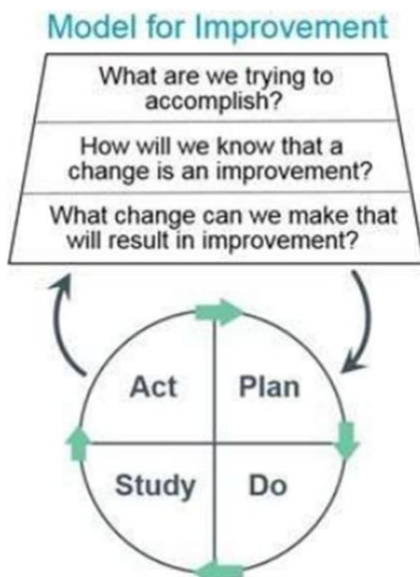 Model for Improvement
What are we trying to
accomplish?
How will we know that a
change is an improvement?
What change can we make that
will result in improvement?
Act
Plan
Study
Do